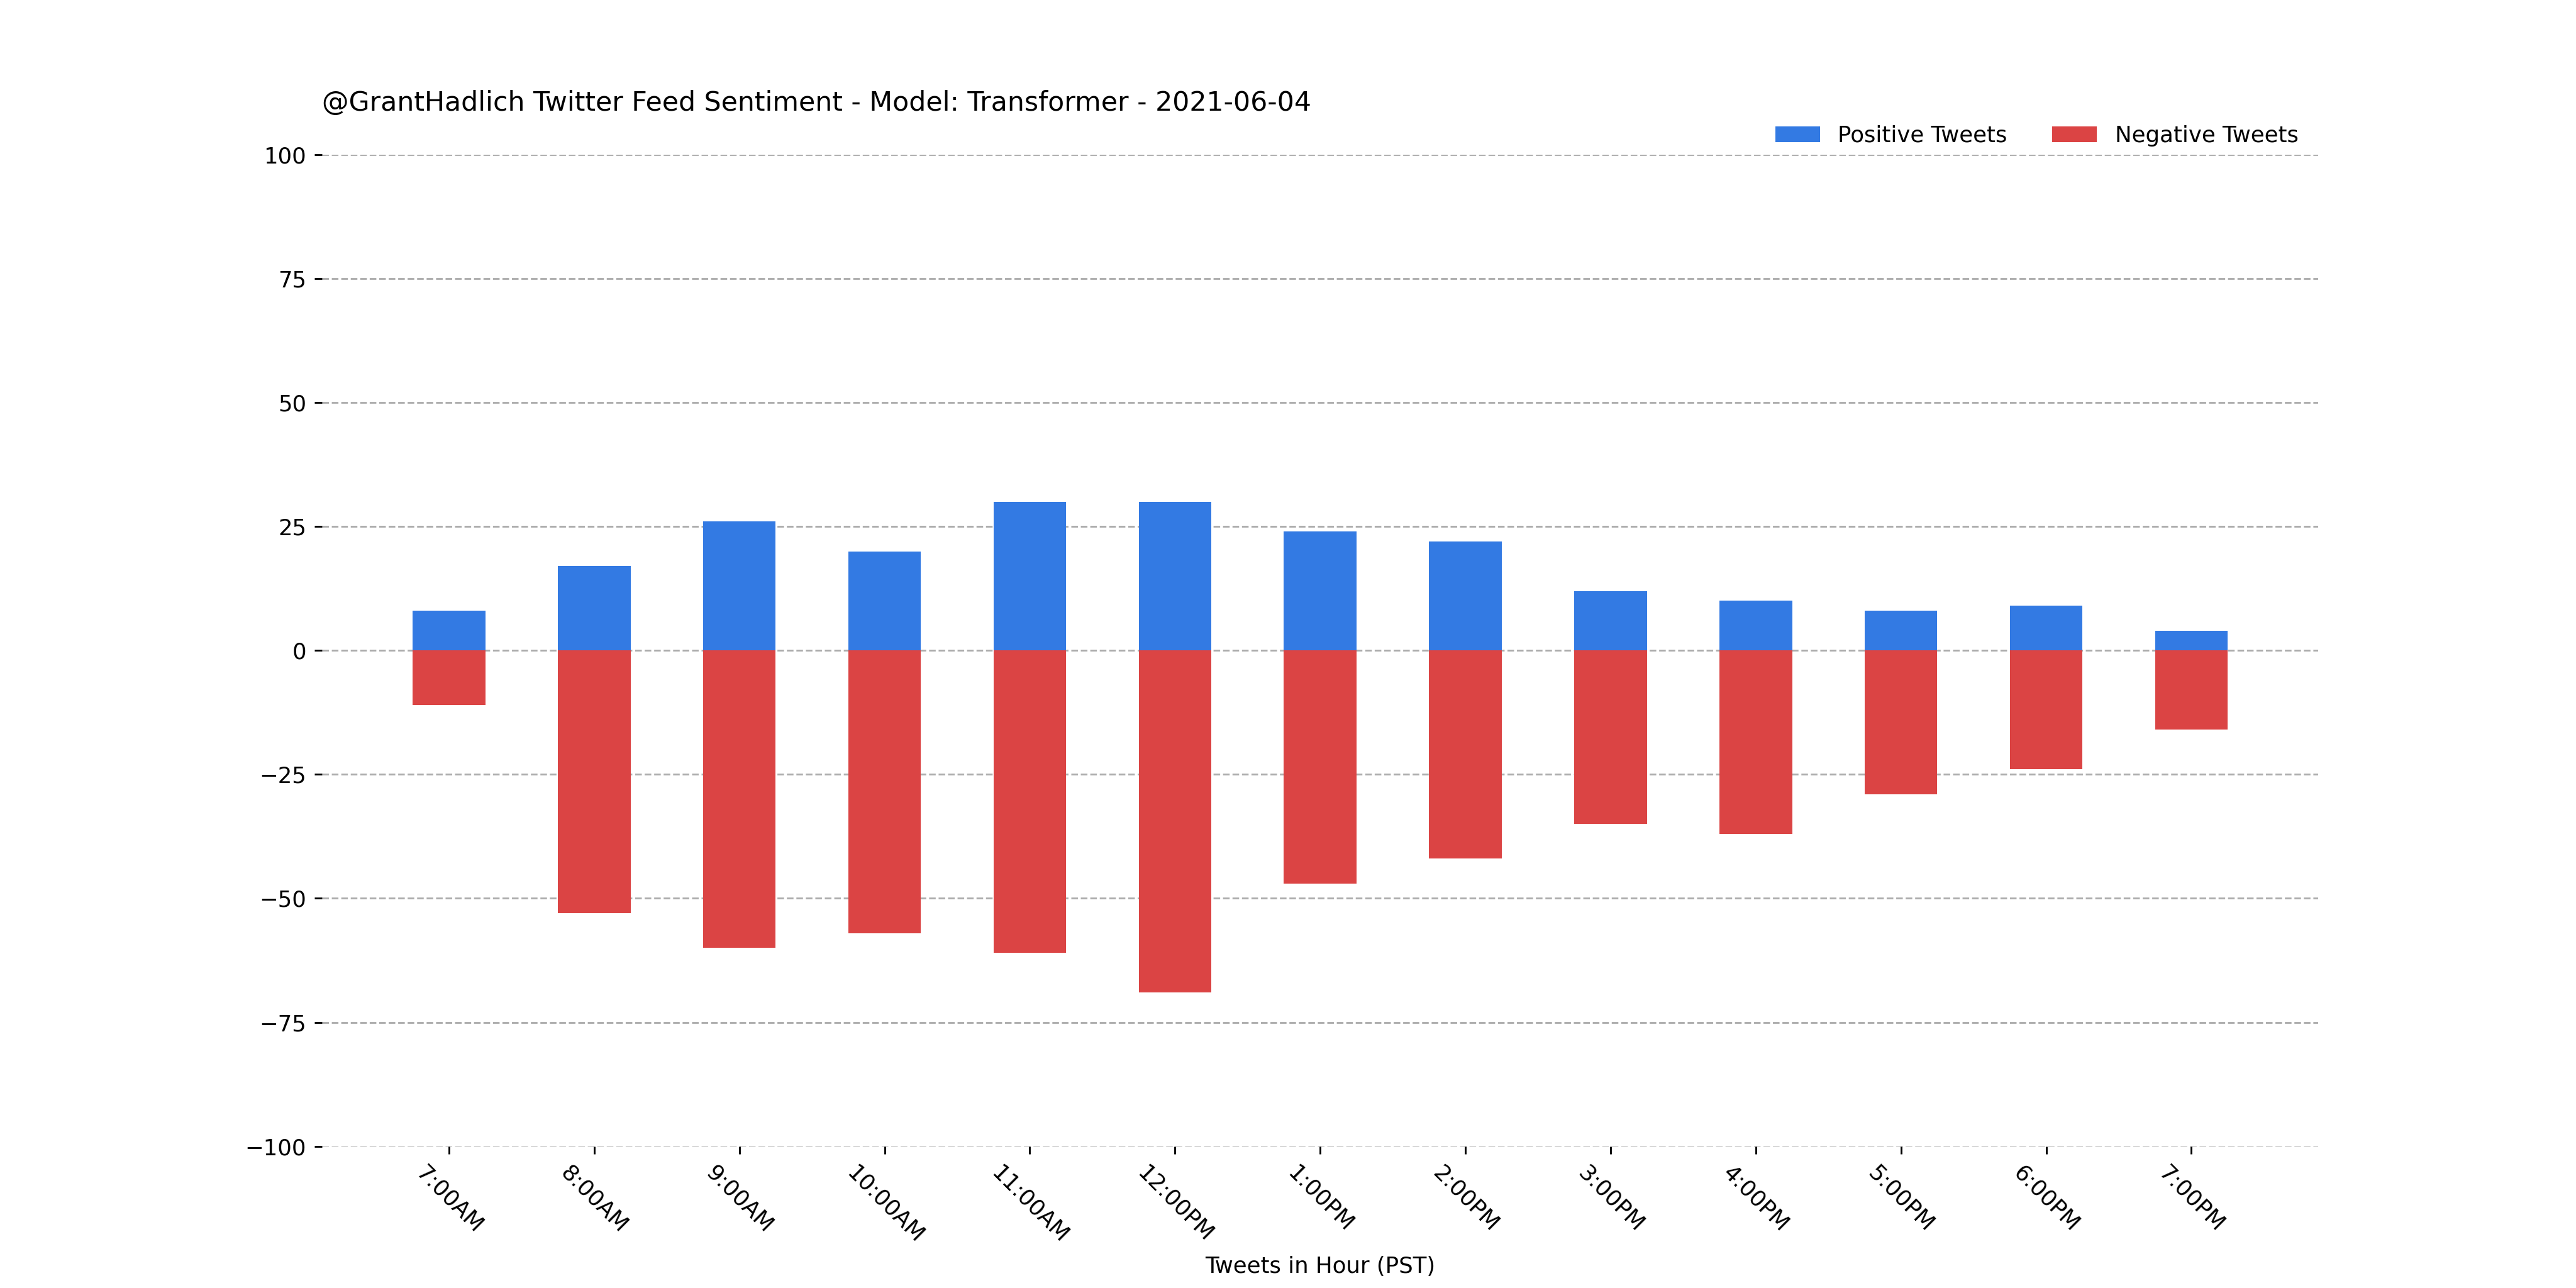 @GrantHadlich Twitter Feed Sentiment - Model: Transformer - 2021-06-04
Positive Tweets
Negative Tweets
100
75
50
25
0
−25
−50
−75
−100
7:00AM
8:00AM
9:00AM
10:00AM
11:00AM
12:00PM
1:00PM
2:00PM
3:00PM
4:00PM
5:00PM
6:00PM
7:00PM
Tweets in Hour (PST)